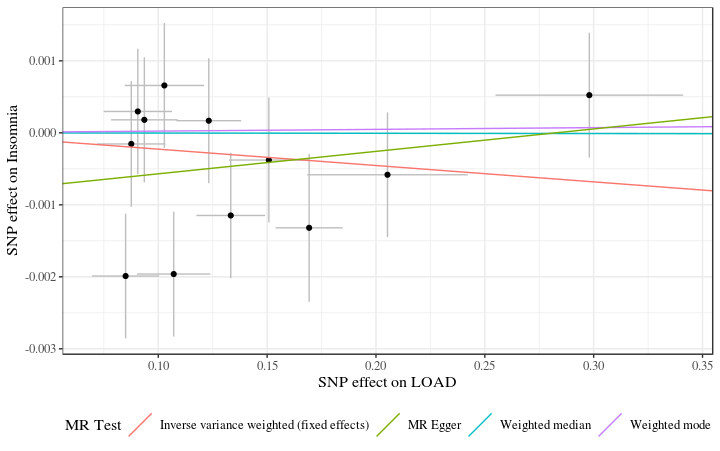 SNP effect on Insomnia
0.001
0.000
-0.001
-0.002
-0.003
0.10 0.15 0.20 0.25 0.30 0.35
SNP effect on LOAD
MR Test Inverse variance weighted (fixed effects) MR Egger Weighted median Weighted mode